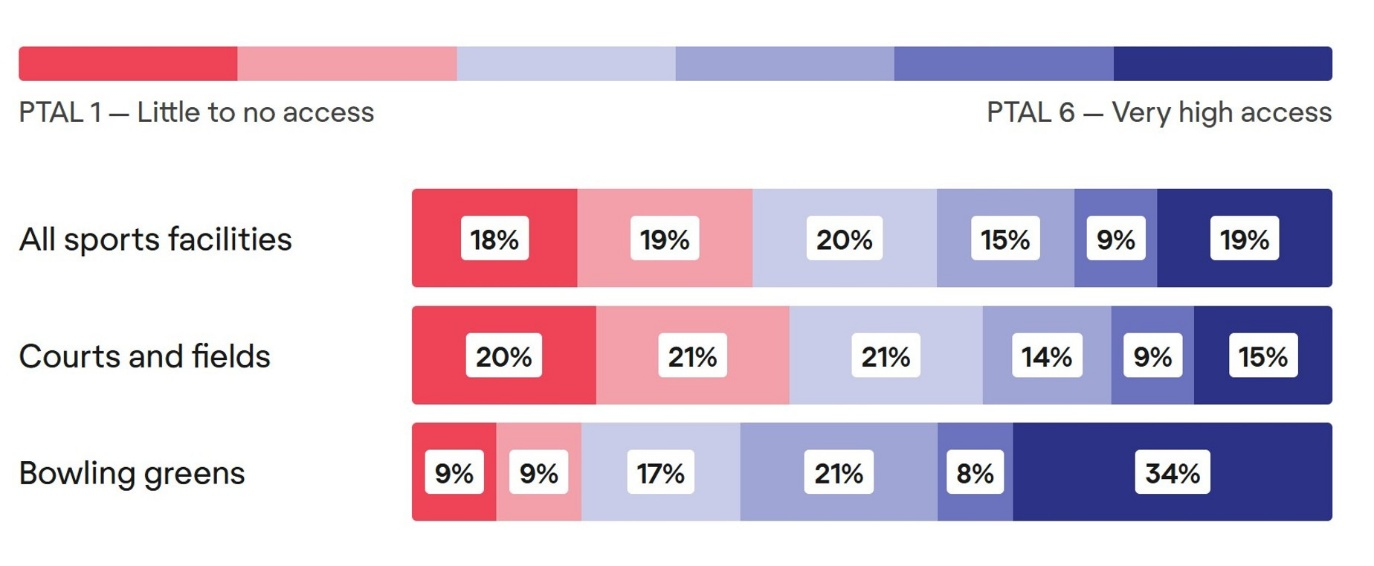 PTAL 1 — Little to no access
PTAL 6 — Very high access
All sports facilities
18% 19% 20% 15% 9% 19%
Courts and fields
20% 21% 21% 14% 9% 15%
Bowling greens
9% 9% 17% 21% 8% 34%